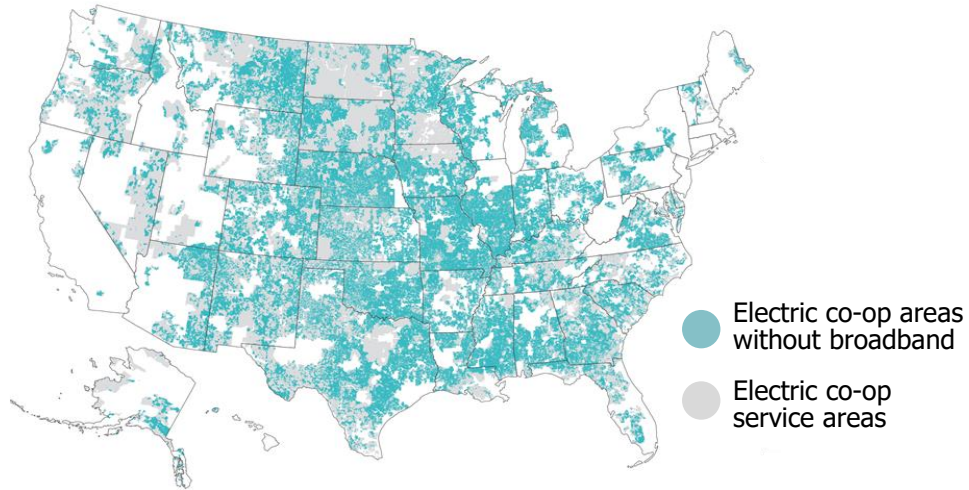 Electric co-op areas
without broadband
Electric co-op
service areas